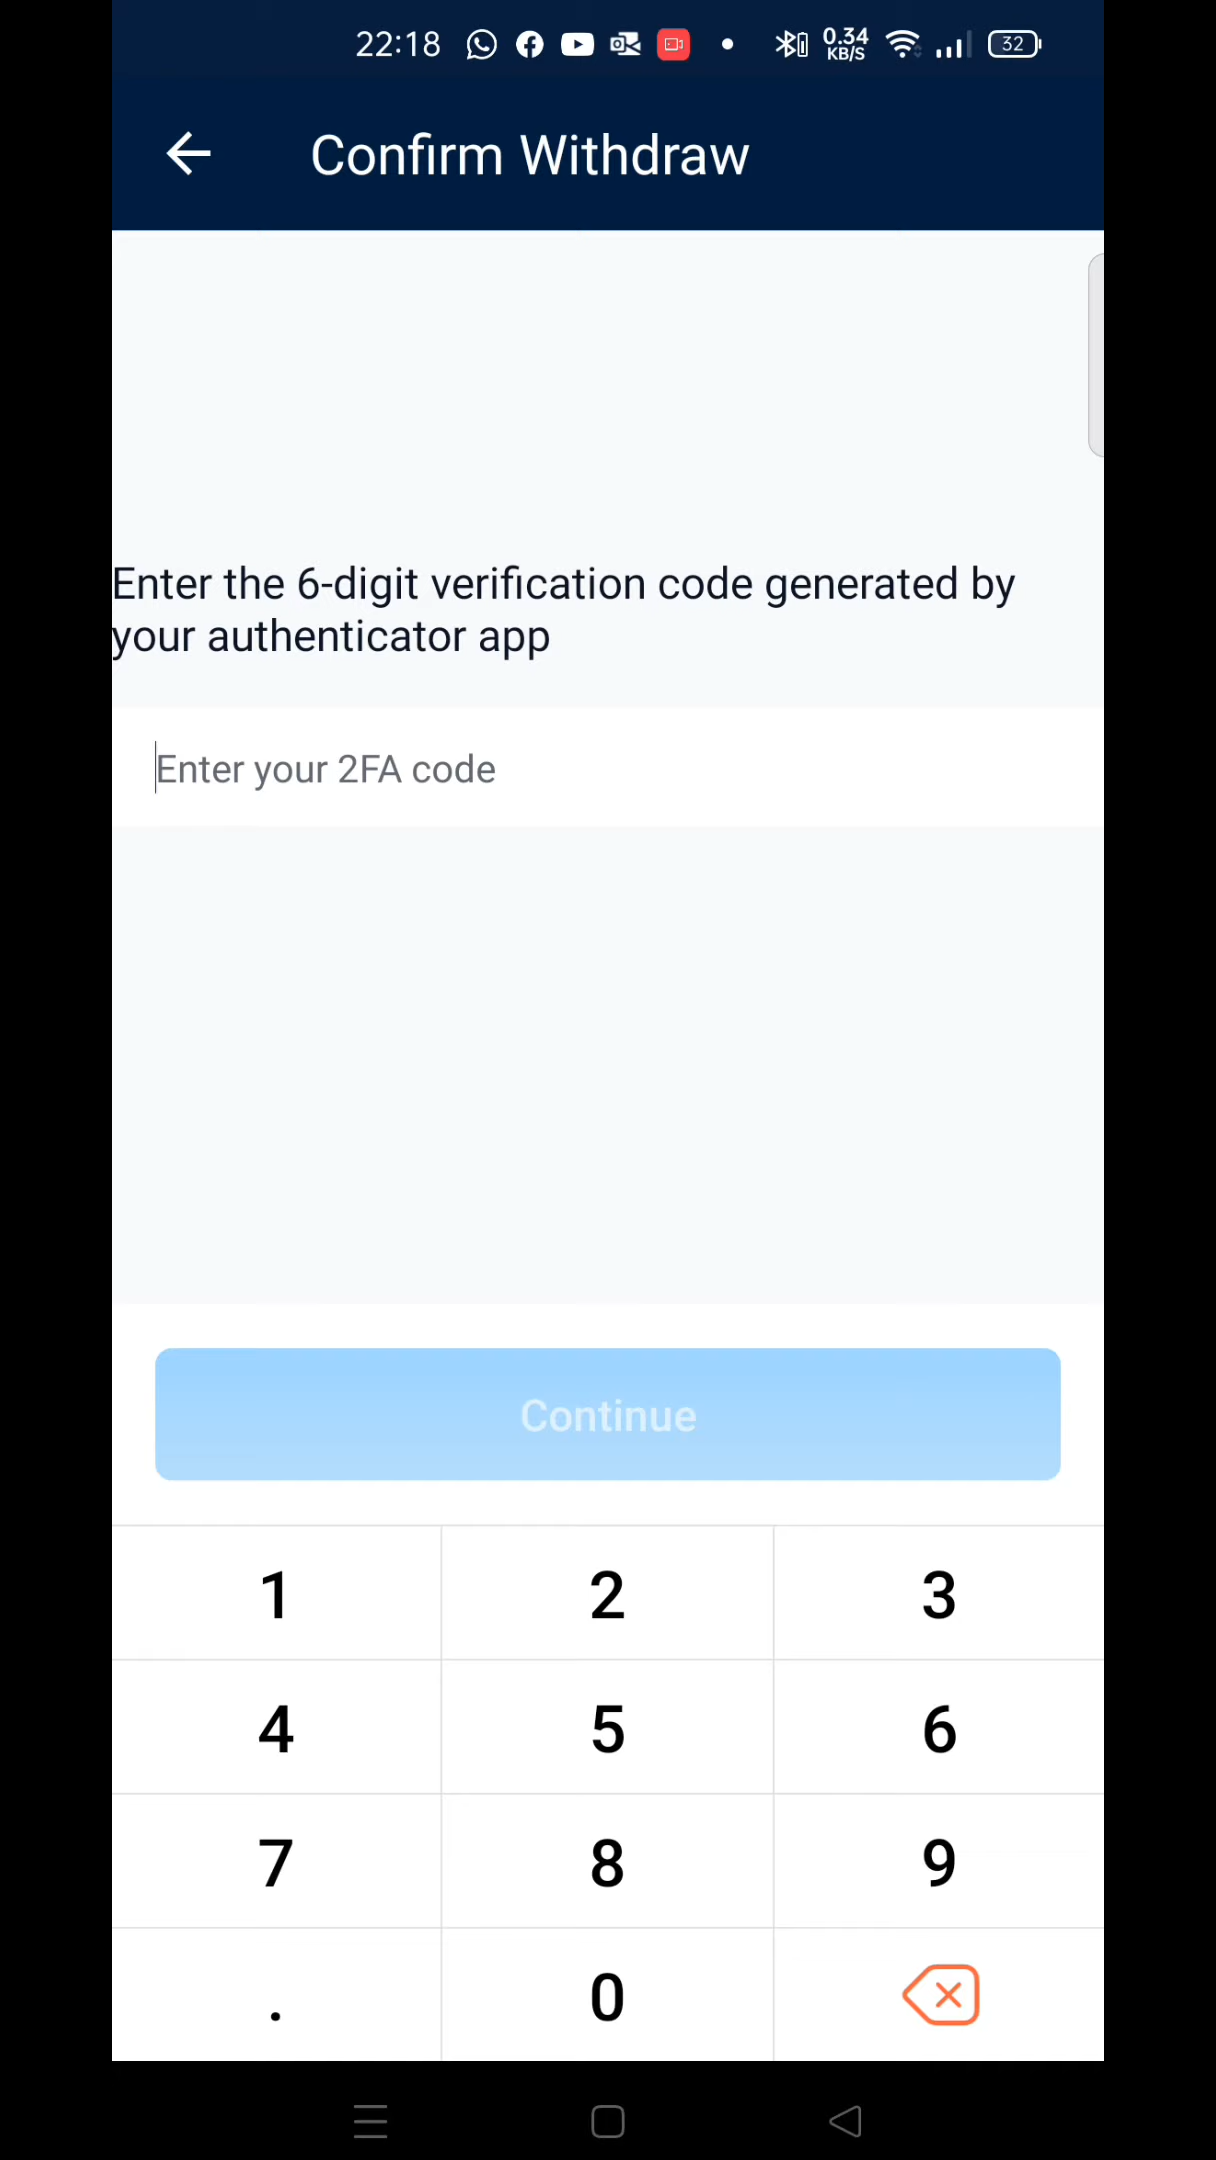 22:18
0.34
KB/S
32
Confirm Withdraw
Enter the 6-digit verification code generated by
your authenticator app
Enter your 2FA code
Continue
1 2 3
4 5 6
7 8 9
. 0